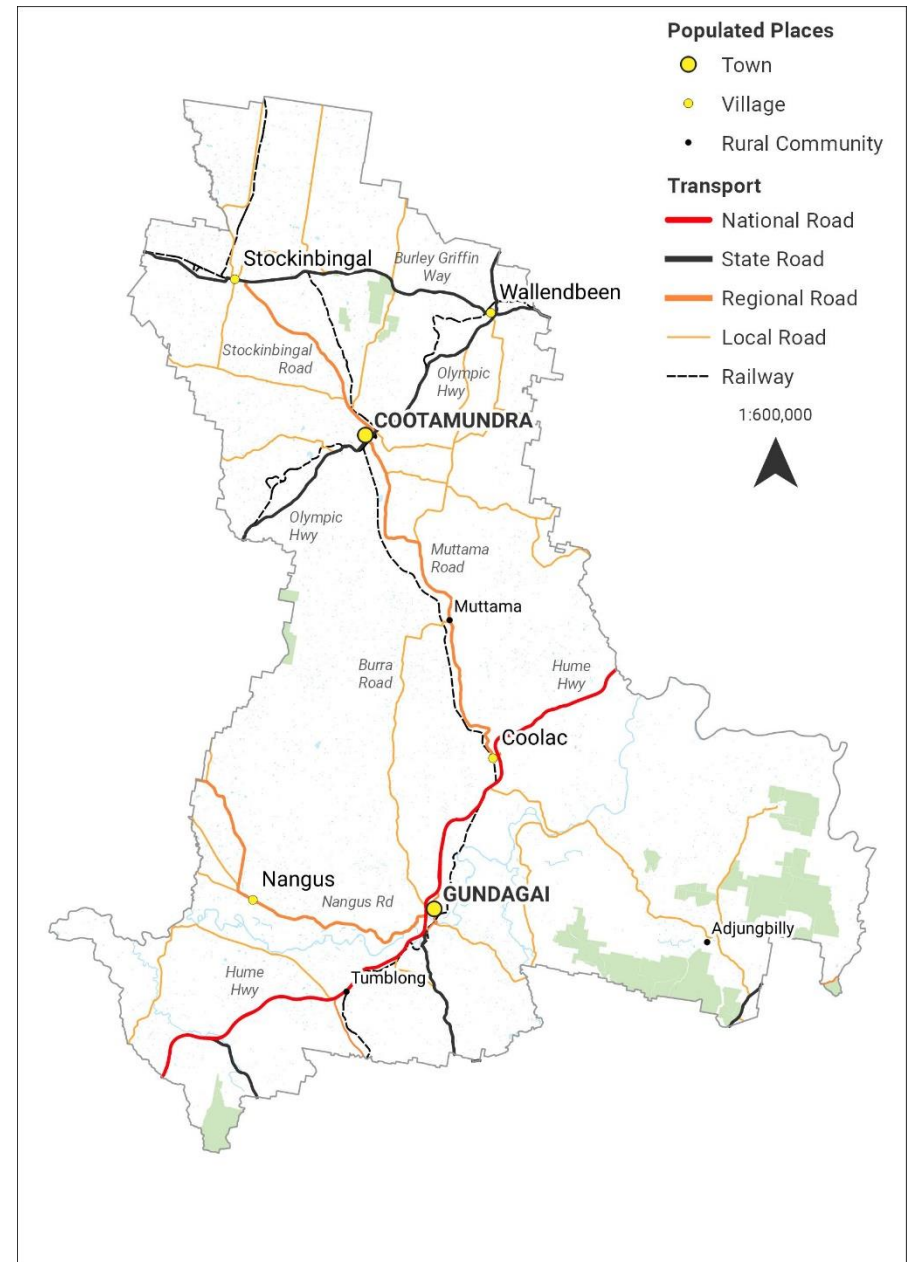 Populated Places
Town
Village
Rural Community
Transport
National Road
State Road
Regional Road
Local Road
Railway
1:600,000
Stockinbingal
Burley Griffin
Way
Wallendbeen
Stockinbingal
Road
Olympic
Hwy
COOTAMUNDRA
Olympic
Hwy
Muttama
Road
Muttama
Burra
Road
Hume
Hwy
Coolac
Nangus
Nangus Rd
GUNDAGAI
Adjungbilly
Hume
Hwy
Tumblong